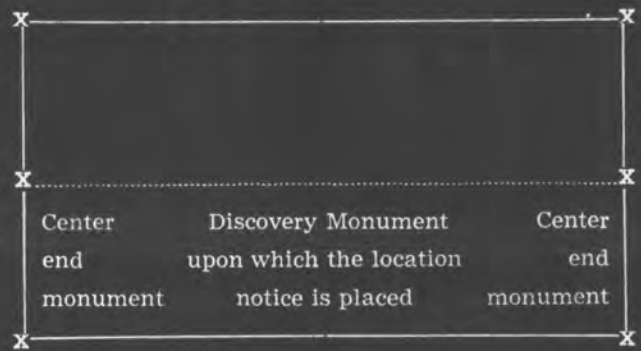 X X
X X
Center Discovery Monument Center
end upon which the location end
monument notice is placed monument
X X